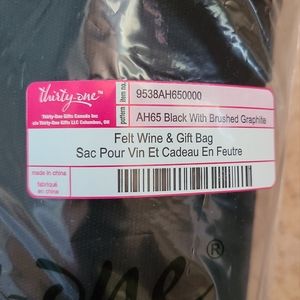 thirty-one™
Thirty-One Gifts Canada Inc
c/o Thirty-One Gifts LLC Columbus, OH
item no.
9538AH650000
pattern
AH65 Black With Brushed Graphite
Felt Wine & Gift Bag
Sac Pour Vin Et Cadeau En Feutre
made in china
fabriqué
en china
one
®